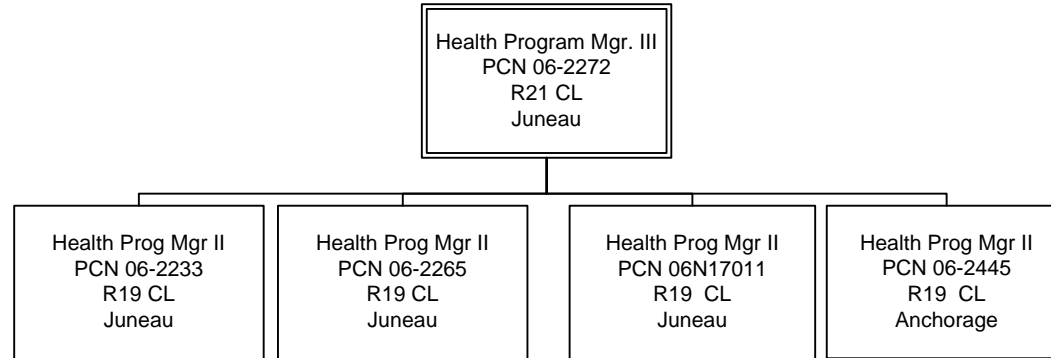 Health Program Mgr. III
PCN 06-2272
R21 CL
Juneau
Health Prog Mgr II
PCN 06-2233
R19 CL
Juneau
Health Prog Mgr II
PCN 06-2265
R19 CL
Juneau
Health Prog Mgr II
PCN 06N17011
R19 CL
Juneau
Health Prog Mgr II
PCN 06-2445
R19 CL
Anchorage